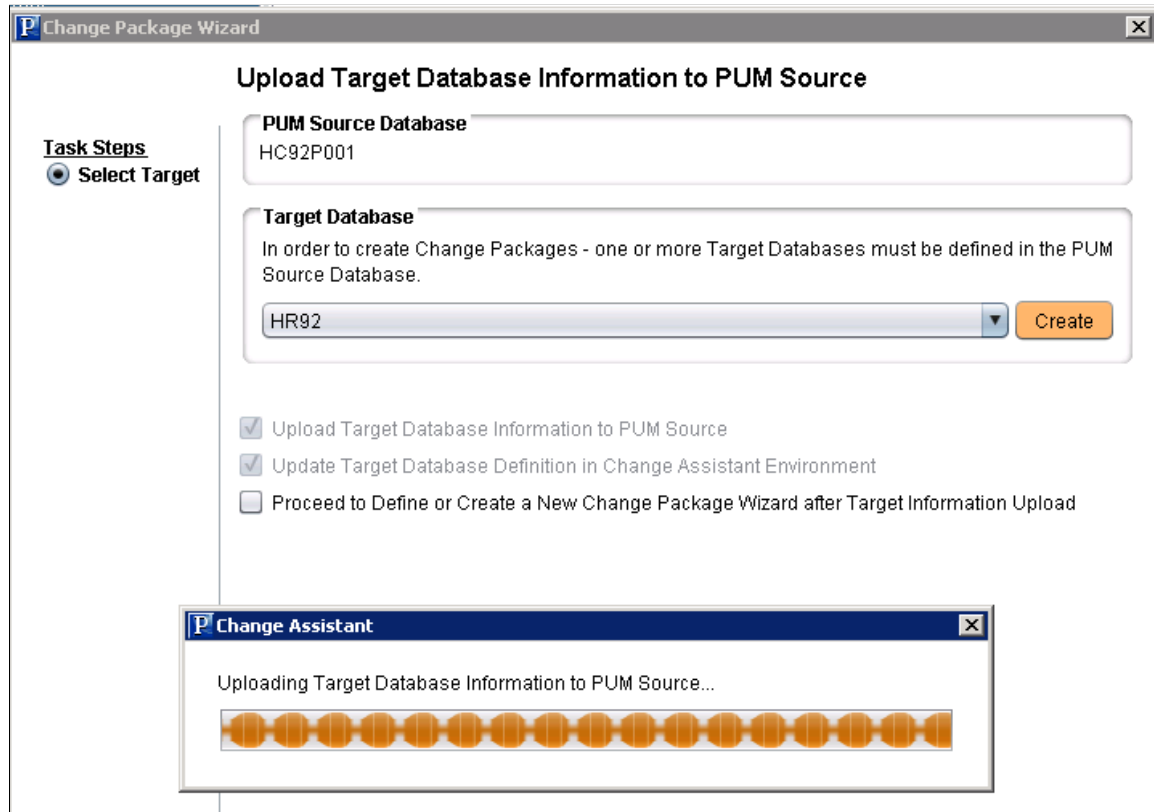 Change Package Wizard
Upload Target Database Information to PUM Source
Task Steps
Select Target
PUM Source Database
HC92P001
Target Database
In order to create Change Packages - one or more Target Databases must be defined in the PUM
Source Database.
HR92
Create
Upload Target Database Information to PUM Source
Update Target Database Definition in Change Assistant Environment
Proceed to Define or Create a New Change Package Wizard after Target Information Upload
Change Assistant
Uploading Target Database Information to PUM Source...